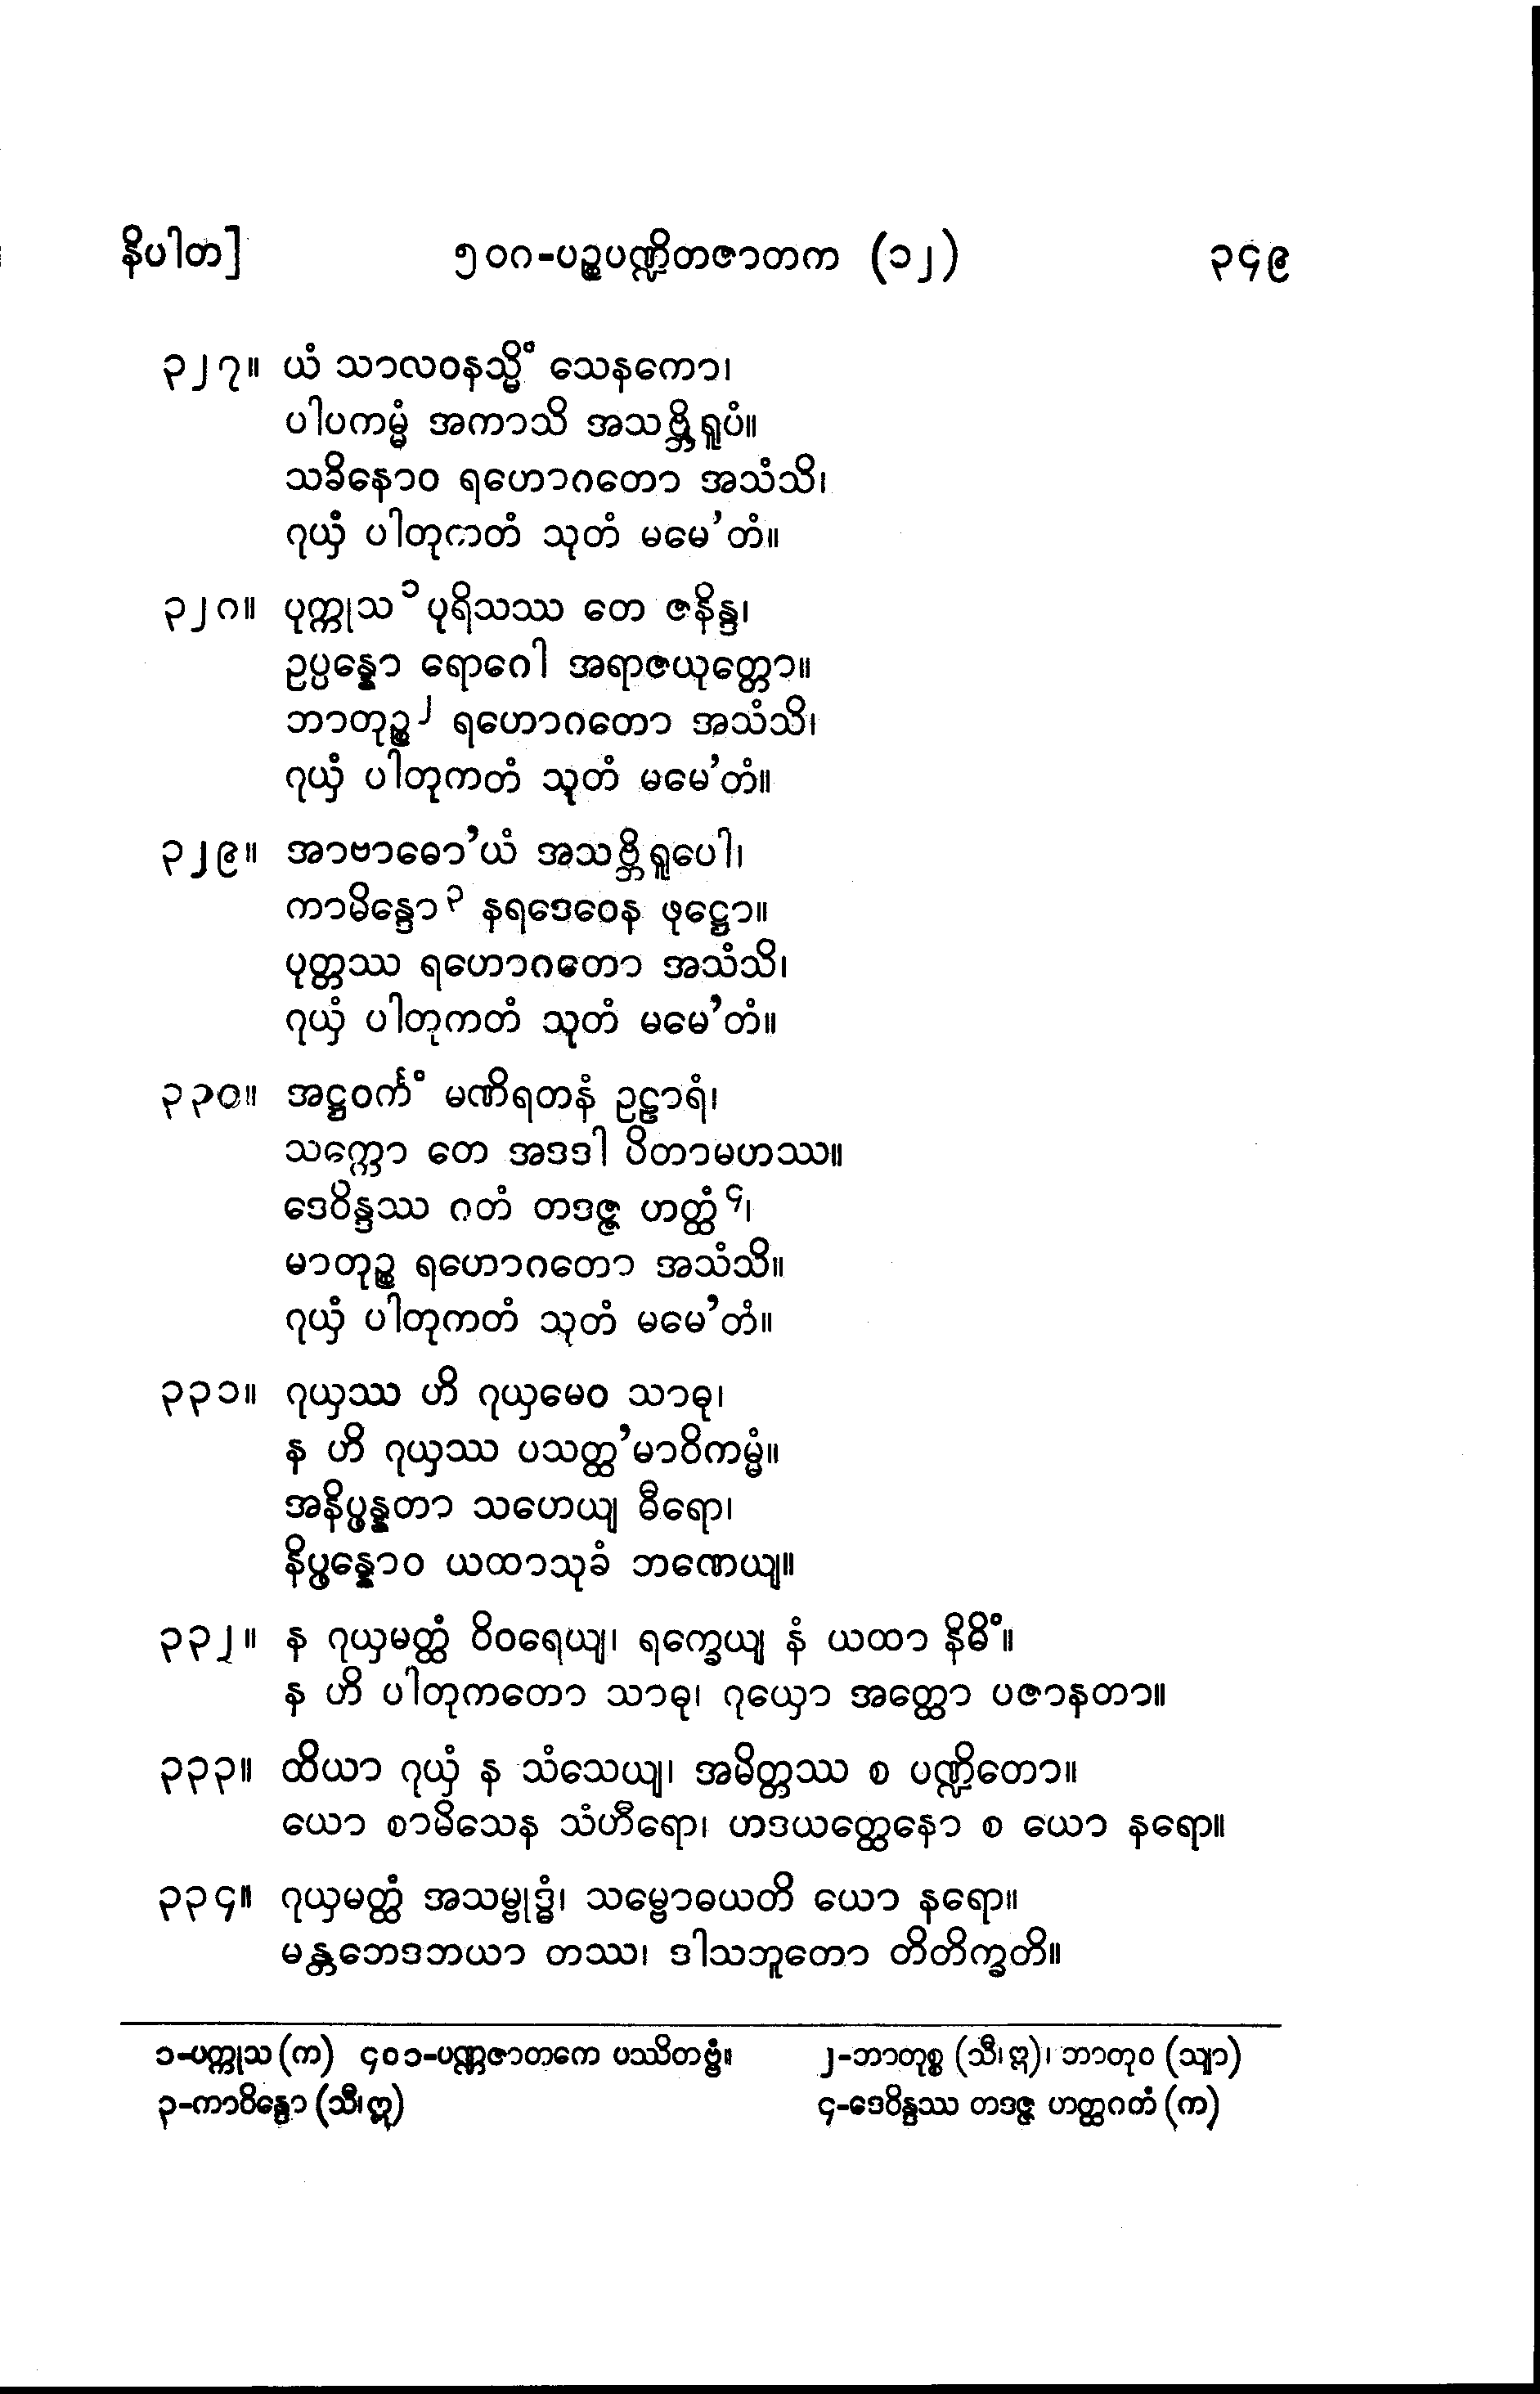 နိပါတ] ၅၀၈-ပဉ္စပဏ္ဍိတဇာတက (၁၂) ၃၄၉
၃၂၇။ ယံ သာလဝနသ္မိံ သေနကော၊
ပါပကမ္မံ အကာသိ အသဗ္ဘိရူပံ။
သခိနောဝ ရဟောဂတော အသံသိ၊
ဂုယှံ ပါတုကတံ သုတံ မမေ’တံ။
၃၂၈။ ပုက္ကုသ၁ ပုရိသဿ တေ ဇနိန္ဒ၊
ဥပ္ပန္နော ရောဂေါ အရာဇယုတ္တော။
ဘာတုဉ္စ၂ ရဟောဂတော အသံသိ၊
ဂုယှံ ပါတုကတံ သုတံ မမေ’တံ။
၃၂၉။ အာဗာဓော’ယံ အသဗ္ဘိရူပေါ၊
ကာမိန္ဒော၃ နရဒေဝေန ဖုဋ္ဌော။
ပုတ္တဿ ရဟောဂတော အသံသိ၊
ဂုယှံ ပါတုကတံ သုတံ မမေ’တံ။
၃၃၀။ အဋ္ဌဝင်္ကံ မဏိရတနံ ဥဠာရံ၊
သက္ကော တေ အဒဒါ ပိတာမဟဿ။
ဒေဝိန္ဒဿ ဂတံ တဒဇ္ဇ ဟတ္ထံ၄၊
မာတုဉ္စ ရဟောဂတော အသံသိ။
ဂုယှံ ပါတုကတံ သုတံ မမေ’တံ။
၃၃၁။ ဂုယှဿ ဟိ ဂုယှမေဝ သာဓု၊
န ဟိ ဂုယှဿ ပသတ္ထ’မာဝိကမ္မံ။
အနိပ္ဖန္နတာ သဟေယျ ဓီရော၊
နိပ္ဖန္နောဝ ယထာသုခံ ဘဏေယျ။
၃၃၂။ န ဂုယှမတ္ထံ ဝိဝရေယျ၊ ရက္ခေယျ နံ ယထာ နိဓိံ။
န ဟိ ပါတုကတော သာဓု၊ ဂုယှော အတ္ထော ပဇာနတာ။
၃၃၃။ ထိယာ ဂုယှံ န သံသေယျ၊ အမိတ္တဿ စ ပဏ္ဍိတော။
ယော စာမိသေန သံဟီရော၊ ဟဒယတ္ထေနော စ ယော နရော။
၃၃၄။ ဂုယှမတ္ထံ အသမ္ဗုဒ္ဓံ၊ သမ္ဗောဓယတိ ယော နရော။
မန္တဘေဒဘယာ တဿ၊ ဒါသဘူတော တိတိက္ခတိ။
၁-ပက္ကုသ (က) ၄၀၁-ပဏ္ဏဇာတကေ ပဿိတဗ္ဗံ။ ၂-ဘာတုစ္စ (သီ၊ ဣ)၊ ဘာတုဝ (သျာ)
၃-ကာဝိန္ဒော (သီ၊ ဣ) ၄-ဒေဝိန္ဒဿ တဒဇ္ဇ ဟတ္ထဂတံ (က)